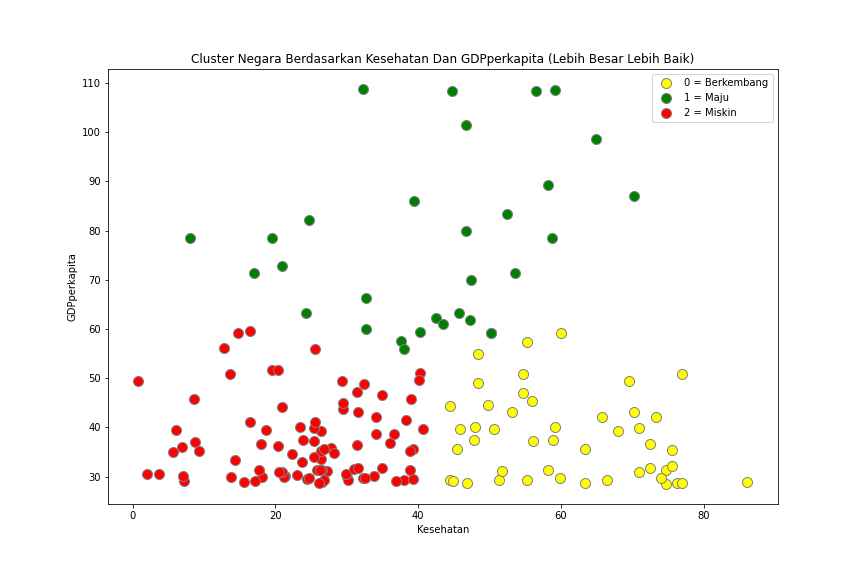 Cluster Negara Berdasarkan Kesehatan Dan GDPperkapita (Lebih Besar Lebih Baik)
0 = Berkembang
1 = Maju
2 = Miskin
GDPperkapita
110
100
90
80
70
60
50
40
30
0 20 40 60 80
Kesehatan